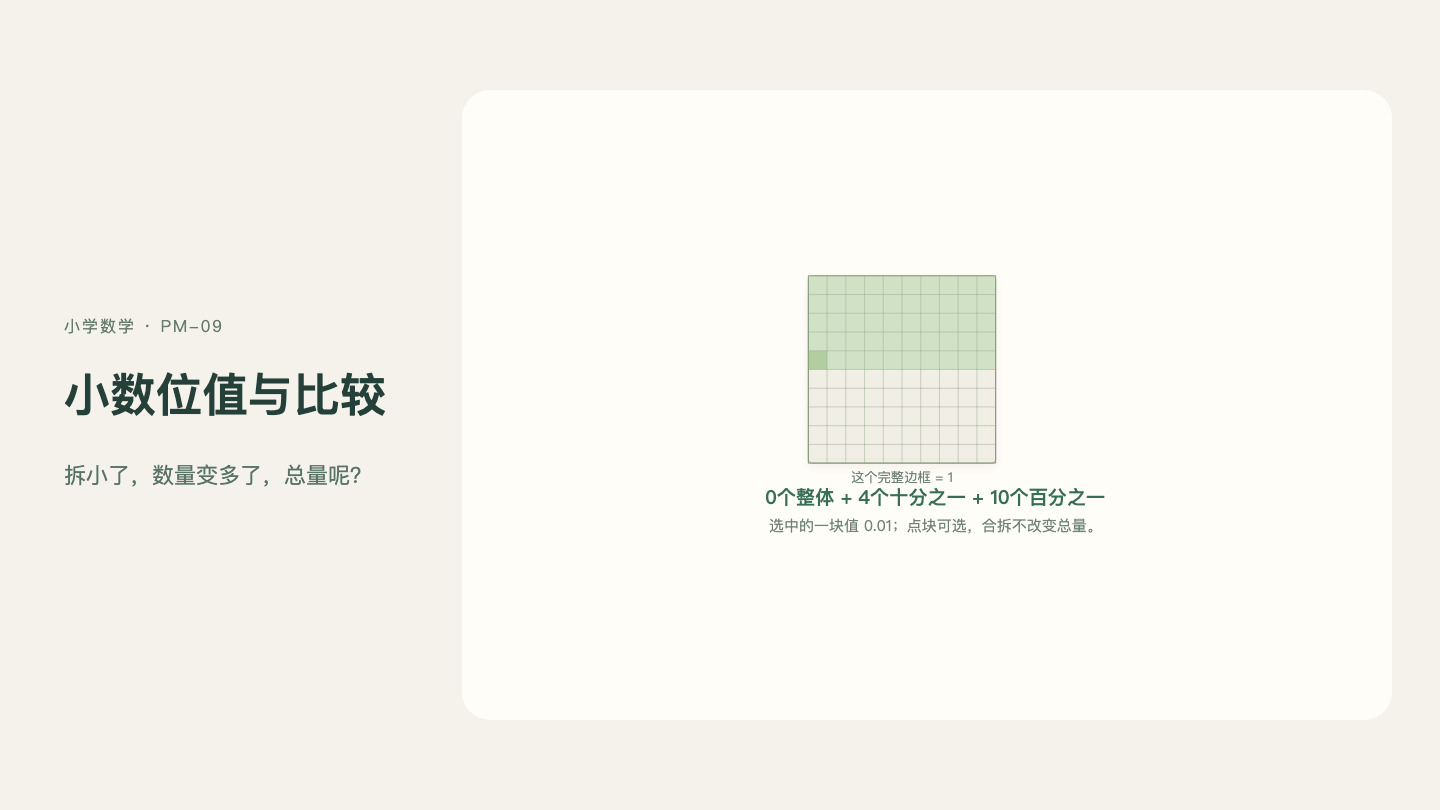 小学数学 · PM–09
小数位值与比较
拆小了，数量变多了，总量呢？
这个完整边框 = 1
0个整体 + 4个十分之一 + 10个百分之一
选中的一块值 0.01；点块可选，合拆不改变总量。